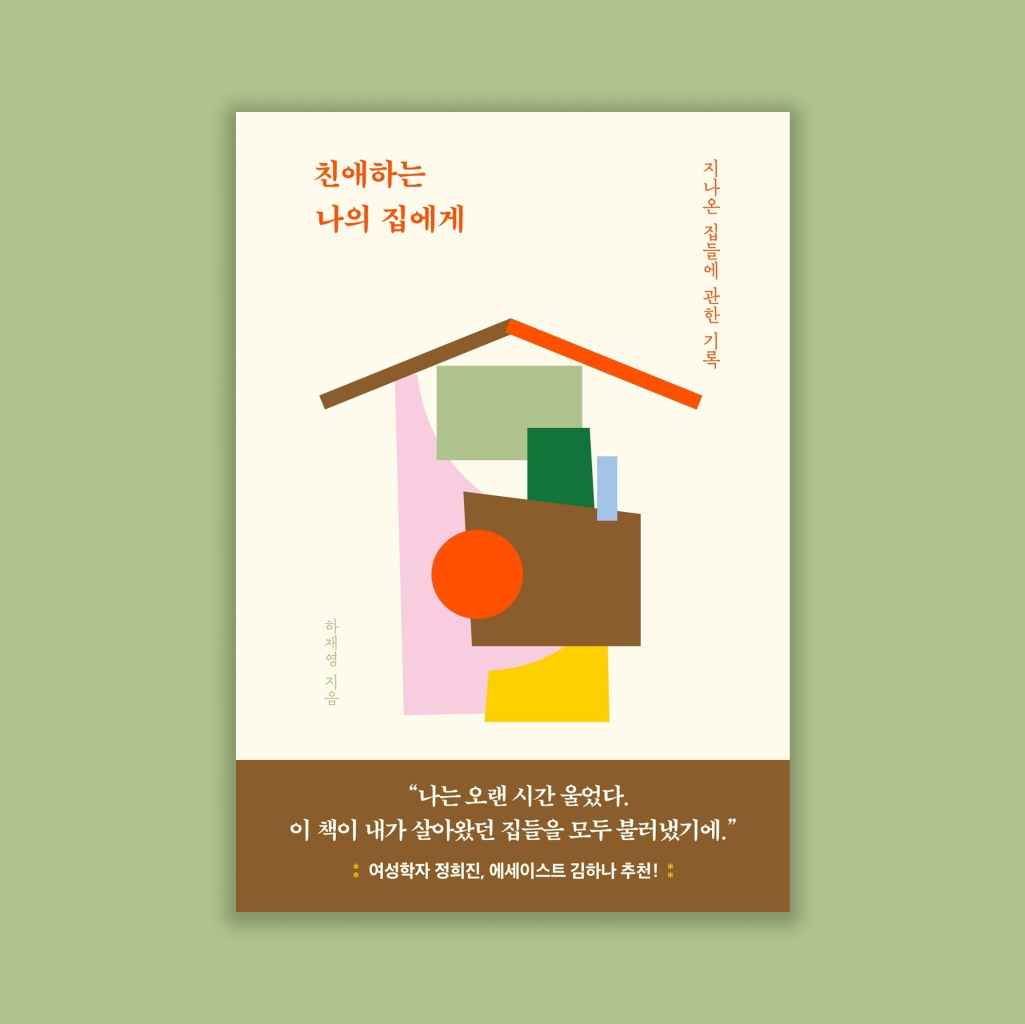 친애하는
나의 집에게
지나온 집들에 관한 기록
하재영 지음
“나는 오랜 시간 울었다.
이 책이 내가 살아왔던 집들을 모두 불러냈기에.”
여성학자 정희진, 에세이스트 김하나 추천!